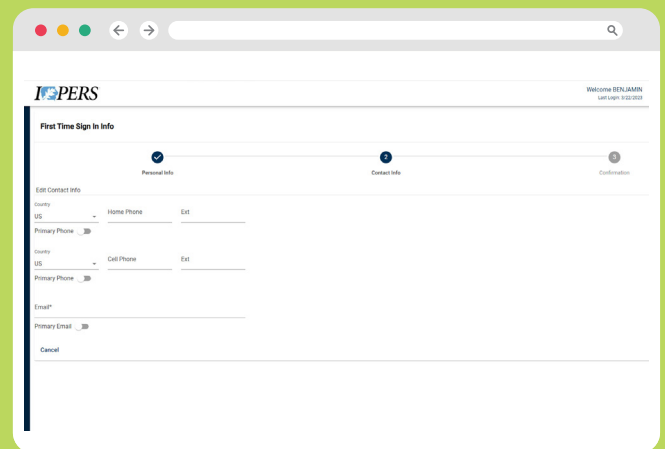 IPERS
Welcome BENJAMIN
Last Login: 3/22/2023
First Time Sign In Info
2
3
Personal Info
Contact Info
Confirmation
Edit Contact Info
Country
US
Home Phone
Ext
Primary Phone
Country
US
Cell Phone
Ext
Primary Phone
Email*
Primary Email
Cancel